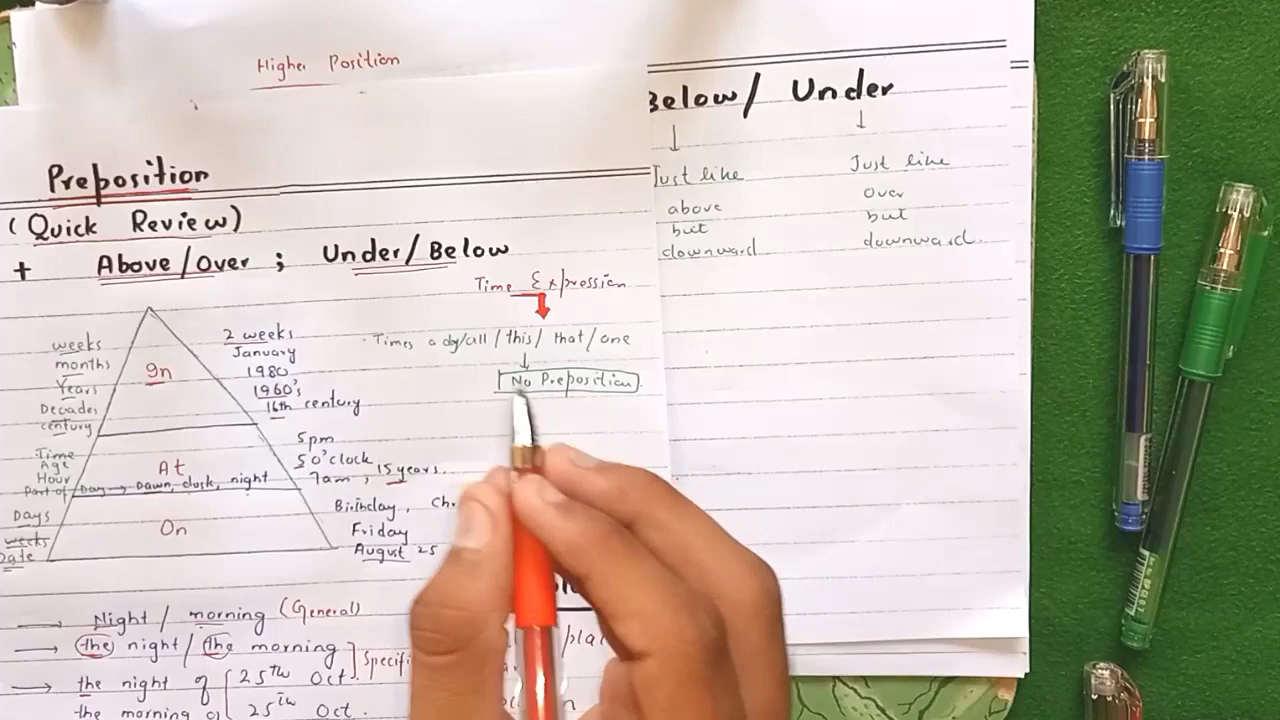 Higher Position
Preposition
(Quick Review)
+ Above/Over ; Under/Below
Time Expression
Times a dy/all / this / that / one
No Preposition
weeks
months
Years
Decades
century
In
2 weeks
January
1980
1960's
16th century
Time
Age
Hour
Part of Day → Dawn, dusk, night
At
5pm
5 o'clock
7am , 15 years.
Days
weeks
Date
On
Birthday, Ch
Friday
August 25
→ Night / morning (General)
→ the night / the morning ] Specifi
→ the night of { 25th Oct.
the morning of 25th Oct.
Below / Under
↓ ↓
Just like
above
but
downward
Just like
over
but
downward.